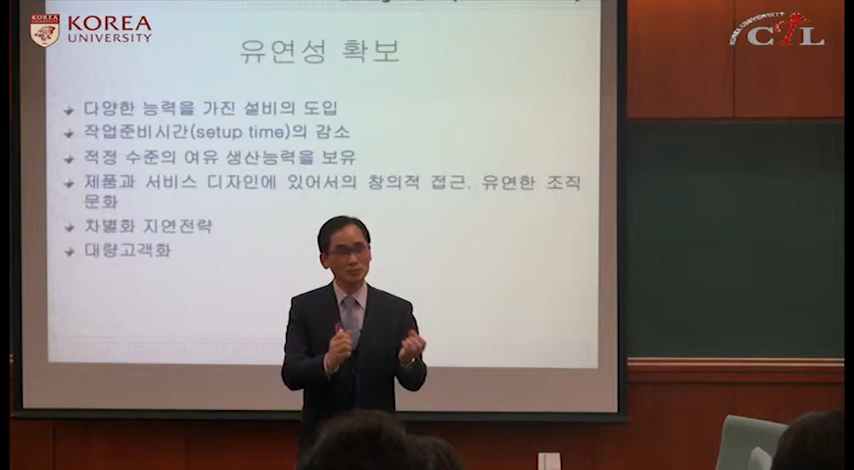 KOREA
UNIVERSITY
KOREA UNIVERSITY
CTL
유연성 확보
다양한 능력을 가진 설비의 도입
작업준비시간(setup time)의 감소
적정 수준의 여유 생산능력을 보유
제품과 서비스 디자인에 있어서의 창의적 접근, 유연한 조직
문화
차별화 지연전략
대량고객화